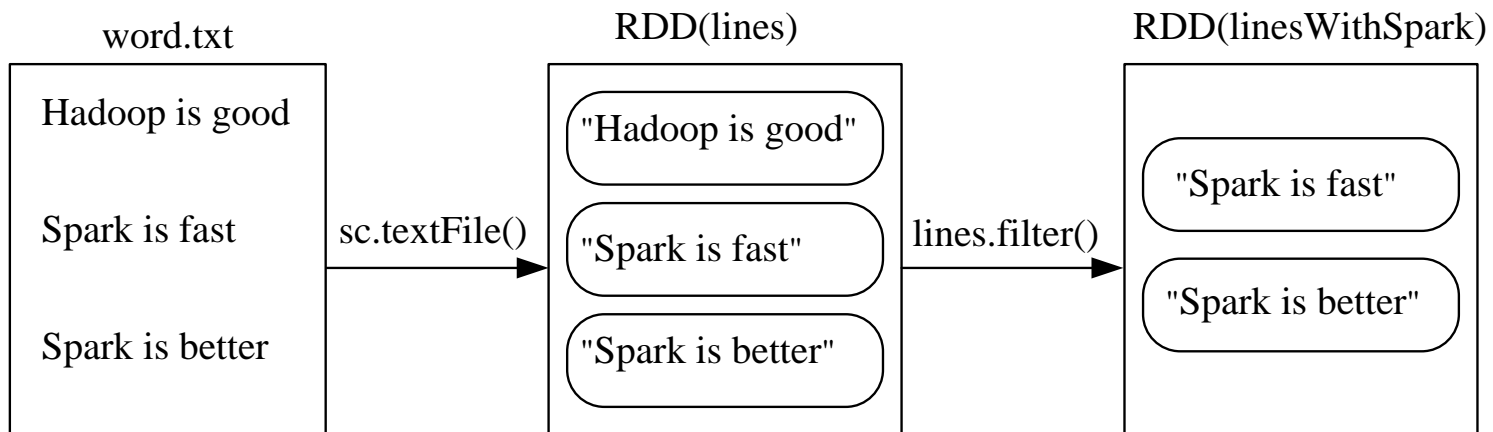 word.txt
Hadoop is good
Spark is fast
Spark is better
sc.textFile()
RDD(lines)
"Hadoop is good"
"Spark is fast"
"Spark is better"
lines.filter()
RDD(linesWithSpark)
"Spark is fast"
"Spark is better"